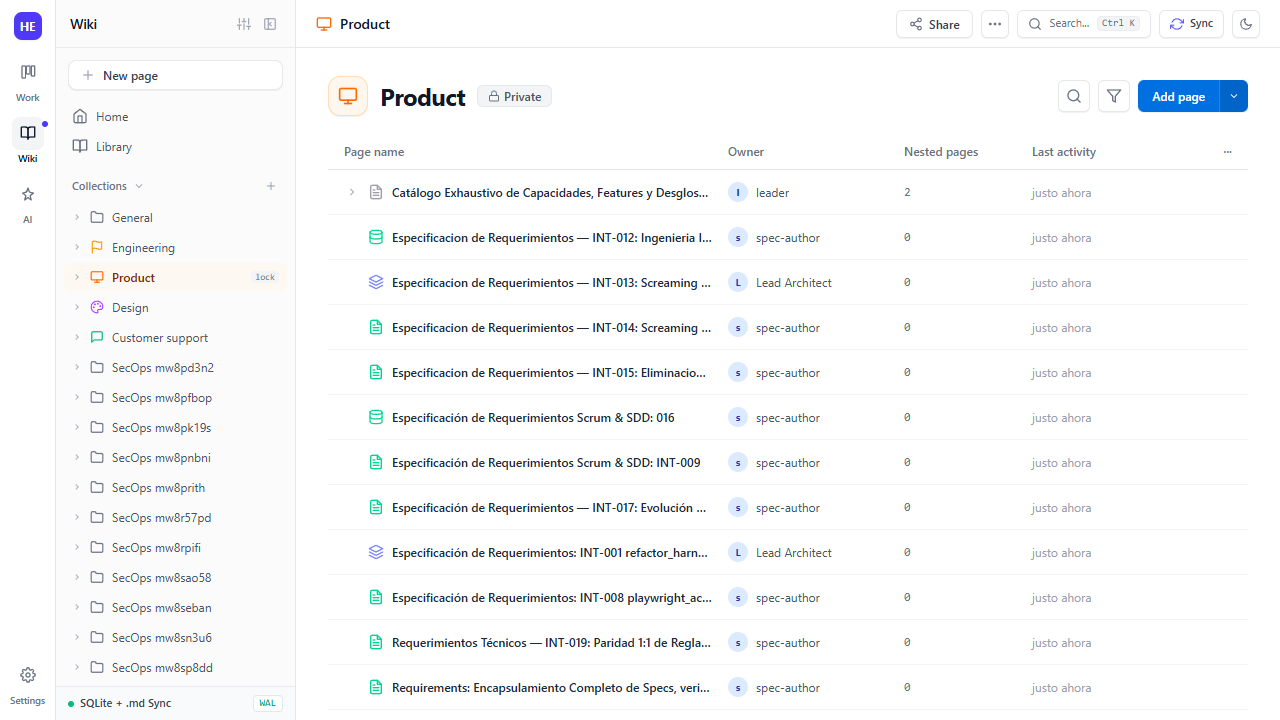 HE
Wiki
Product
Share
Search...
Ctrl K
Sync
Work
Wiki
AI
Settings
New page
Home
Library
Collections
General
Engineering
Product
lock
Design
Customer support
SecOps mw8pd3n2
SecOps mw8pfbop
SecOps mw8pk19s
SecOps mw8pnbni
SecOps mw8prith
SecOps mw8r57pd
SecOps mw8rpifi
SecOps mw8sao58
SecOps mw8seban
SecOps mw8sn3u6
SecOps mw8sp8dd
SQLite + .md Sync
WAL
Product
Private
Add page
Page name Owner Nested pages Last activity ...
Catálogo Exhaustivo de Capacidades, Features y Desglos... l leader 2 justo ahora
Especificacion de Requerimientos — INT-012: Ingenieria I... s spec-author 0 justo ahora
Especificacion de Requerimientos — INT-013: Screaming ... L Lead Architect 0 justo ahora
Especificacion de Requerimientos — INT-014: Screaming ... s spec-author 0 justo ahora
Especificacion de Requerimientos — INT-015: Eliminacio... s spec-author 0 justo ahora
Especificación de Requerimientos Scrum & SDD: 016 s spec-author 0 justo ahora
Especificación de Requerimientos Scrum & SDD: INT-009 s spec-author 0 justo ahora
Especificación de Requerimientos — INT-017: Evolución ... s spec-author 0 justo ahora
Especificación de Requerimientos: INT-001 refactor_harn... L Lead Architect 0 justo ahora
Especificación de Requerimientos: INT-008 playwright_ac... s spec-author 0 justo ahora
Requerimientos Técnicos — INT-019: Paridad 1:1 de Regla... s spec-author 0 justo ahora
Requirements: Encapsulamiento Completo de Specs, veri... s spec-author 0 justo ahora